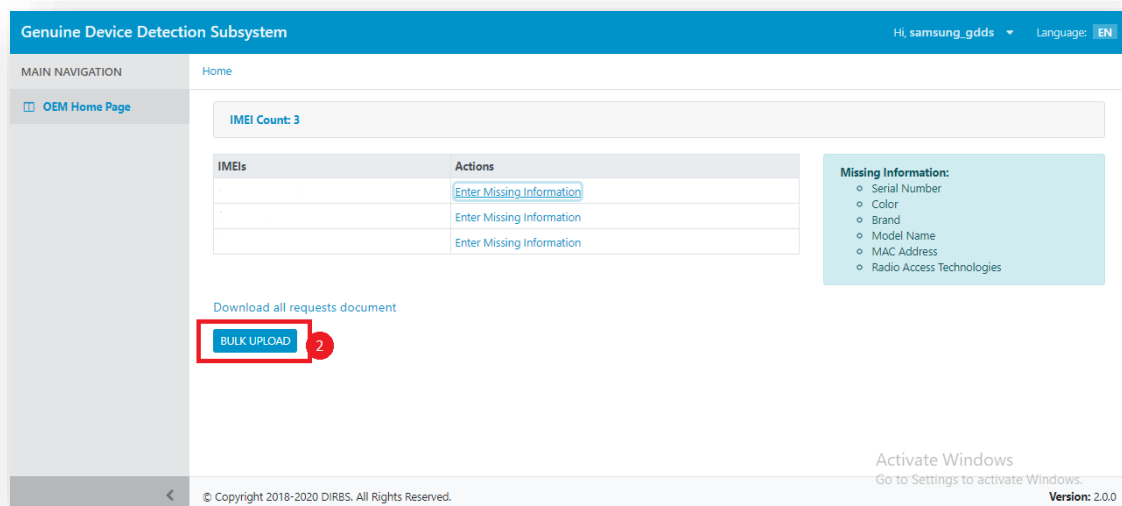 Genuine Device Detection Subsystem
Hi, samsung_gdds Language: EN
MAIN NAVIGATION
Home
OEM Home Page
IMEI Count: 3
IMEIs Actions
Enter Missing Information
Enter Missing Information
Enter Missing Information
Missing Information:
Serial Number
Color
Brand
Model Name
MAC Address
Radio Access Technologies
Download all requests document
BULK UPLOAD
2
Activate Windows
Go to Settings to activate Windows.
© Copyright 2018-2020 DIRBS. All Rights Reserved.
Version: 2.0.0